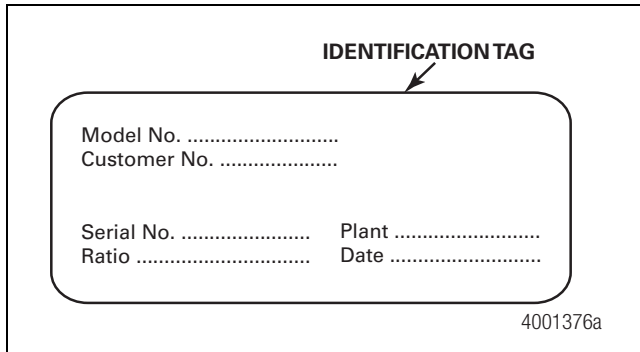 IDENTIFICATION TAG
Model No. ...........................
Customer No. .....................
Serial No. .......................
Plant ..........................
Ratio ...............................
Date ...........................
4001376a